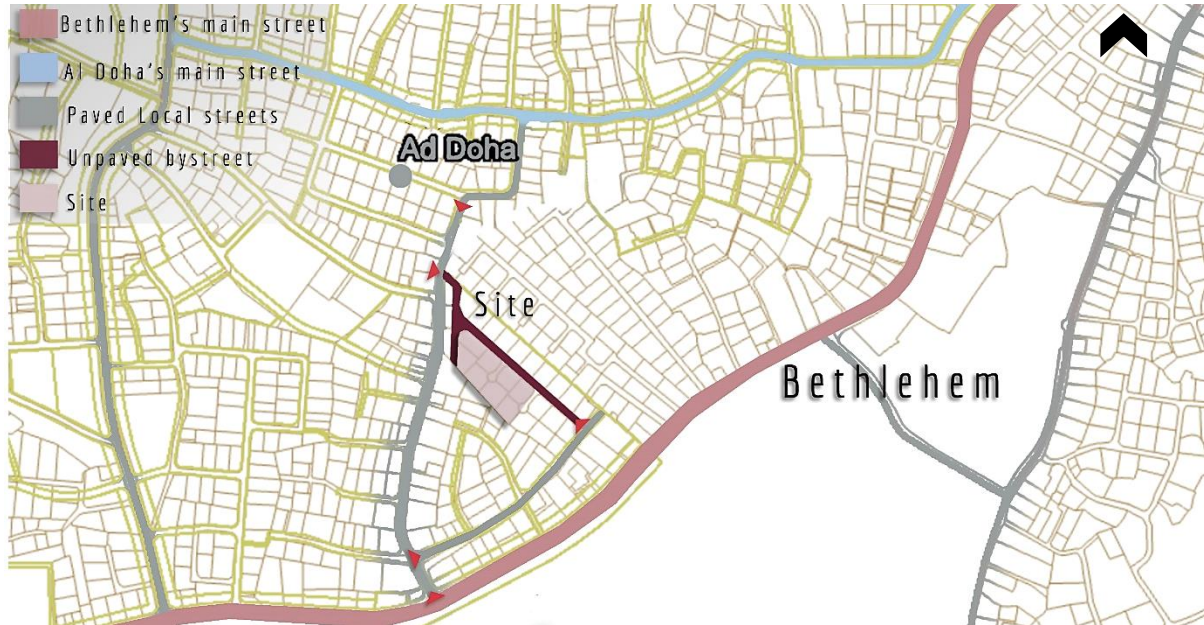 Bethlehem's main street
Al Doha's main street
Paved Local streets
Unpaved bystreet
Site
Ad Doha
Site
Bethlehem